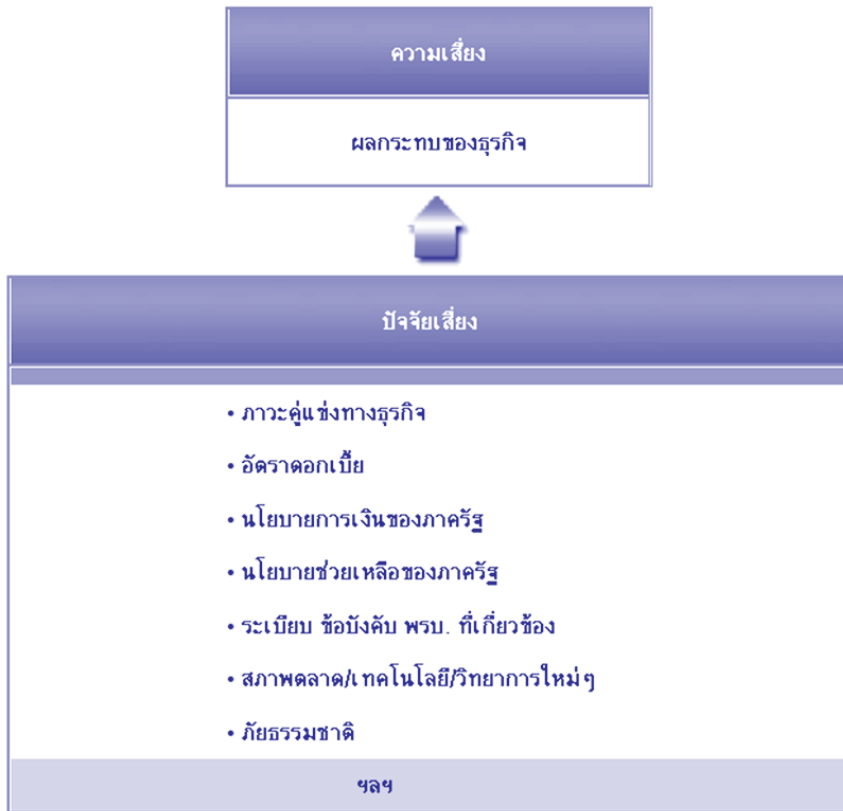 ความเสี่ยง
ผลกระทบของธุรกิจ
ปัจจัยเสี่ยง
• ภาวะคู่แข่งทางธุรกิจ
• อัตราดอกเบี้ย
• นโยบายการเงินของภาครัฐ
• นโยบายช่วยเหลือของภาครัฐ
• ระเบียบ ข้อบังคับ พรบ. ที่เกี่ยวข้อง
• สภาพตลาด/เทคโนโลยี/วิทยาการใหม่ๆ
• ภัยธรรมชาติ
ฯลฯ